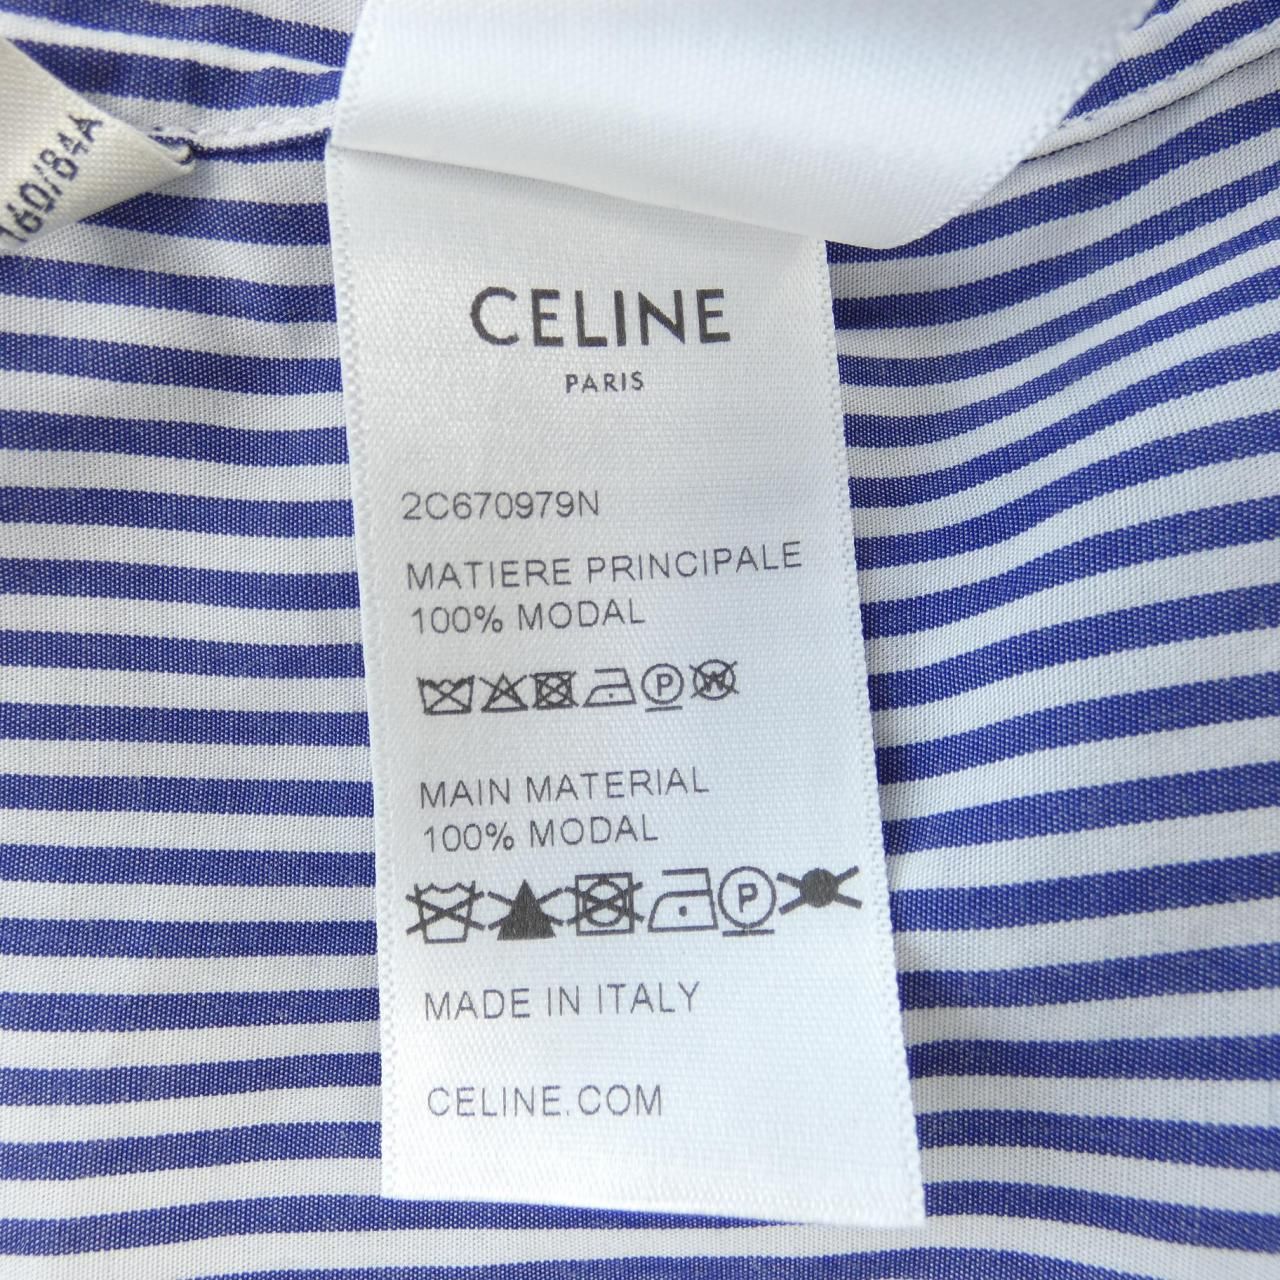 160/84A
CELINE
PARIS
2C670979N
MATIERE PRINCIPALE
100% MODAL
P W
MAIN MATERIAL
100% MODAL
P
MADE IN ITALY
CELINE.COM